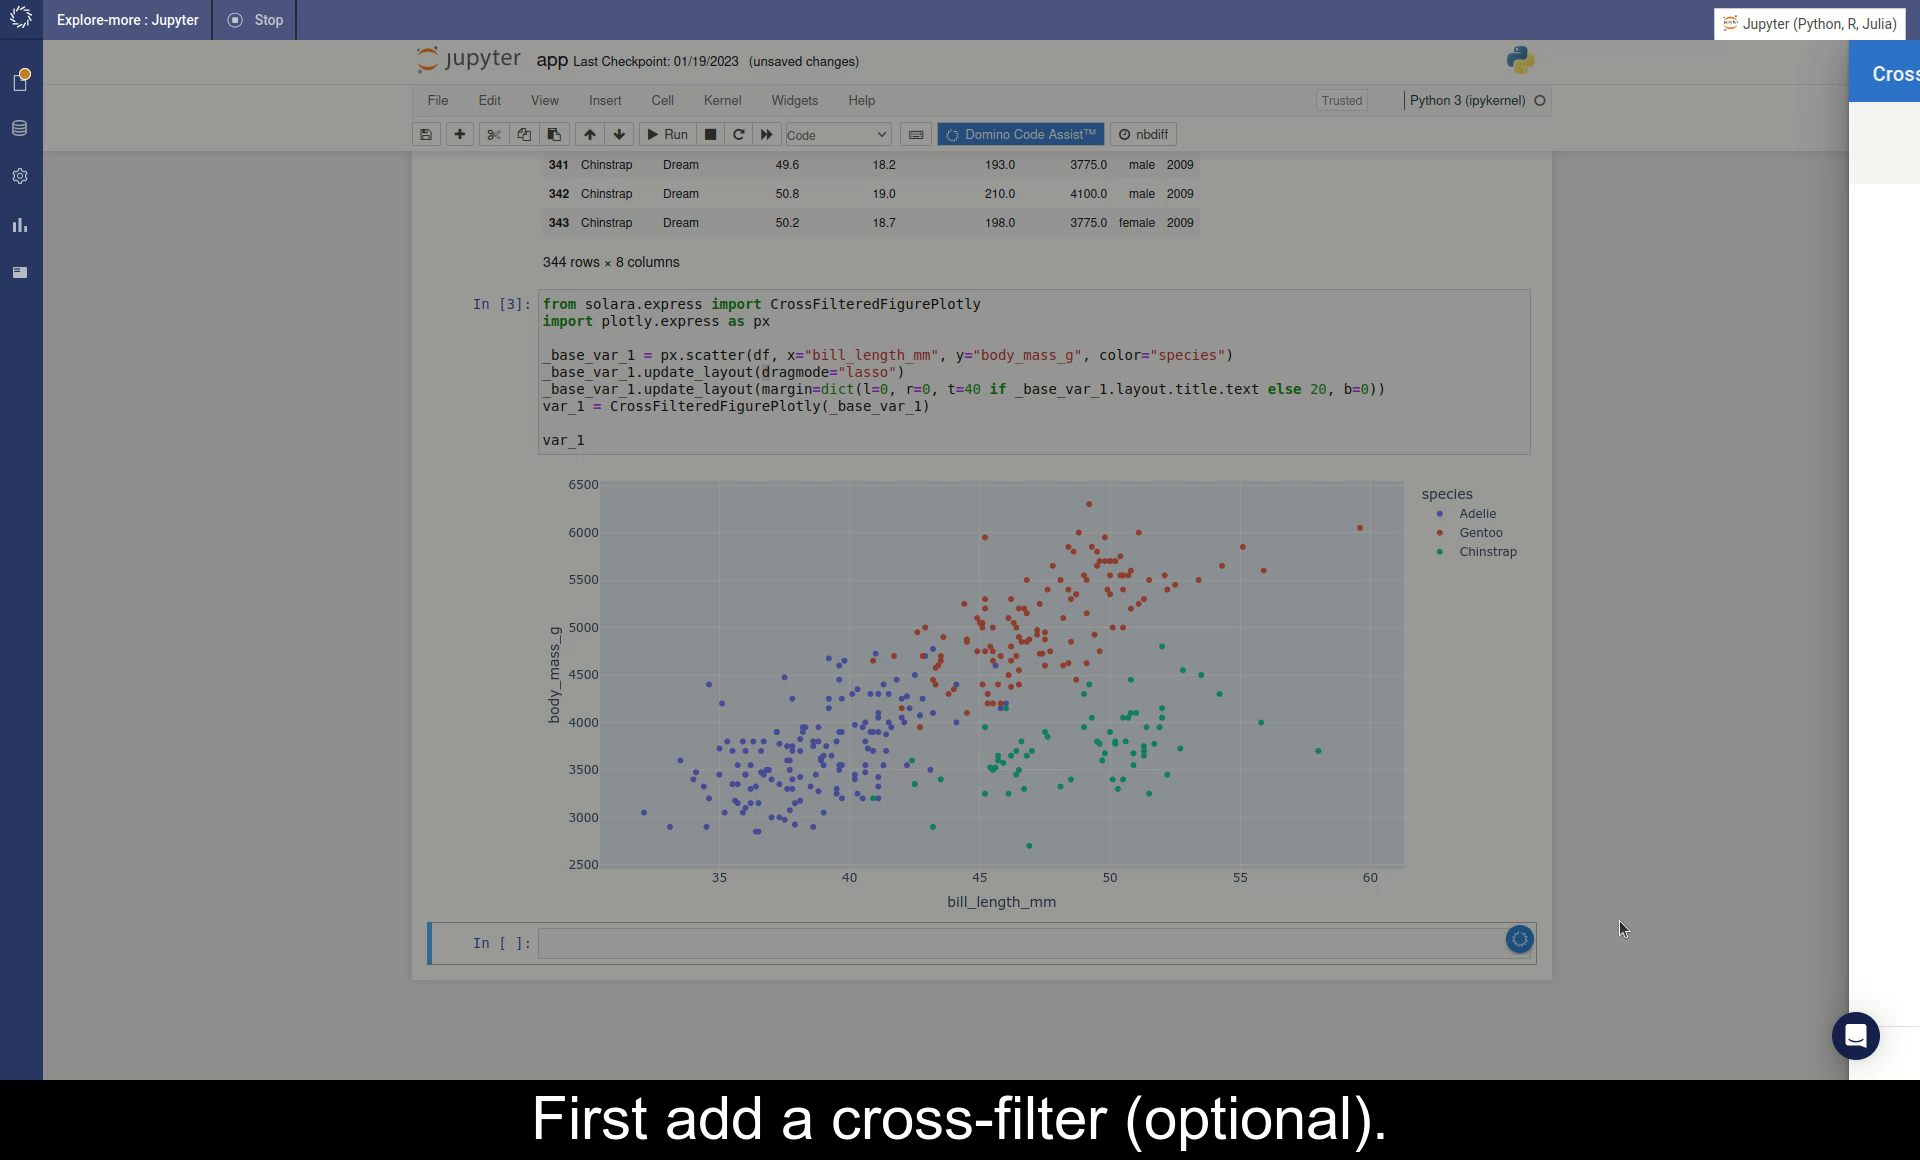 Explore-more : Jupyter
Stop
Jupyter (Python, R, Julia)
jupyter
app Last Checkpoint: 01/19/2023 (unsaved changes)
Cross
File Edit View Insert Cell Kernel Widgets Help
Trusted
Python 3 (ipykernel)
Run
Code
Domino Code Assist™
nbdiff
341 Chinstrap Dream 49.6 18.2 193.0 3775.0 male 2009
342 Chinstrap Dream 50.8 19.0 210.0 4100.0 male 2009
343 Chinstrap Dream 50.2 18.7 198.0 3775.0 female 2009
344 rows × 8 columns
In [3]:
from solara.express import CrossFilteredFigurePlotly
import plotly.express as px
_base_var_1 = px.scatter(df, x="bill_length_mm", y="body_mass_g", color="species")
_base_var_1.update_layout(dragmode="lasso")
_base_var_1.update_layout(margin=dict(l=0, r=0, t=40 if _base_var_1.layout.title.text else 20, b=0))
var_1 = CrossFilteredFigurePlotly(_base_var_1)
var_1
6500
6000
5500
5000
4500
4000
3500
3000
2500
body_mass_g
35 40 45 50 55 60
bill_length_mm
species
Adelie
Gentoo
Chinstrap
In [ ]:
First add a cross-filter (optional).